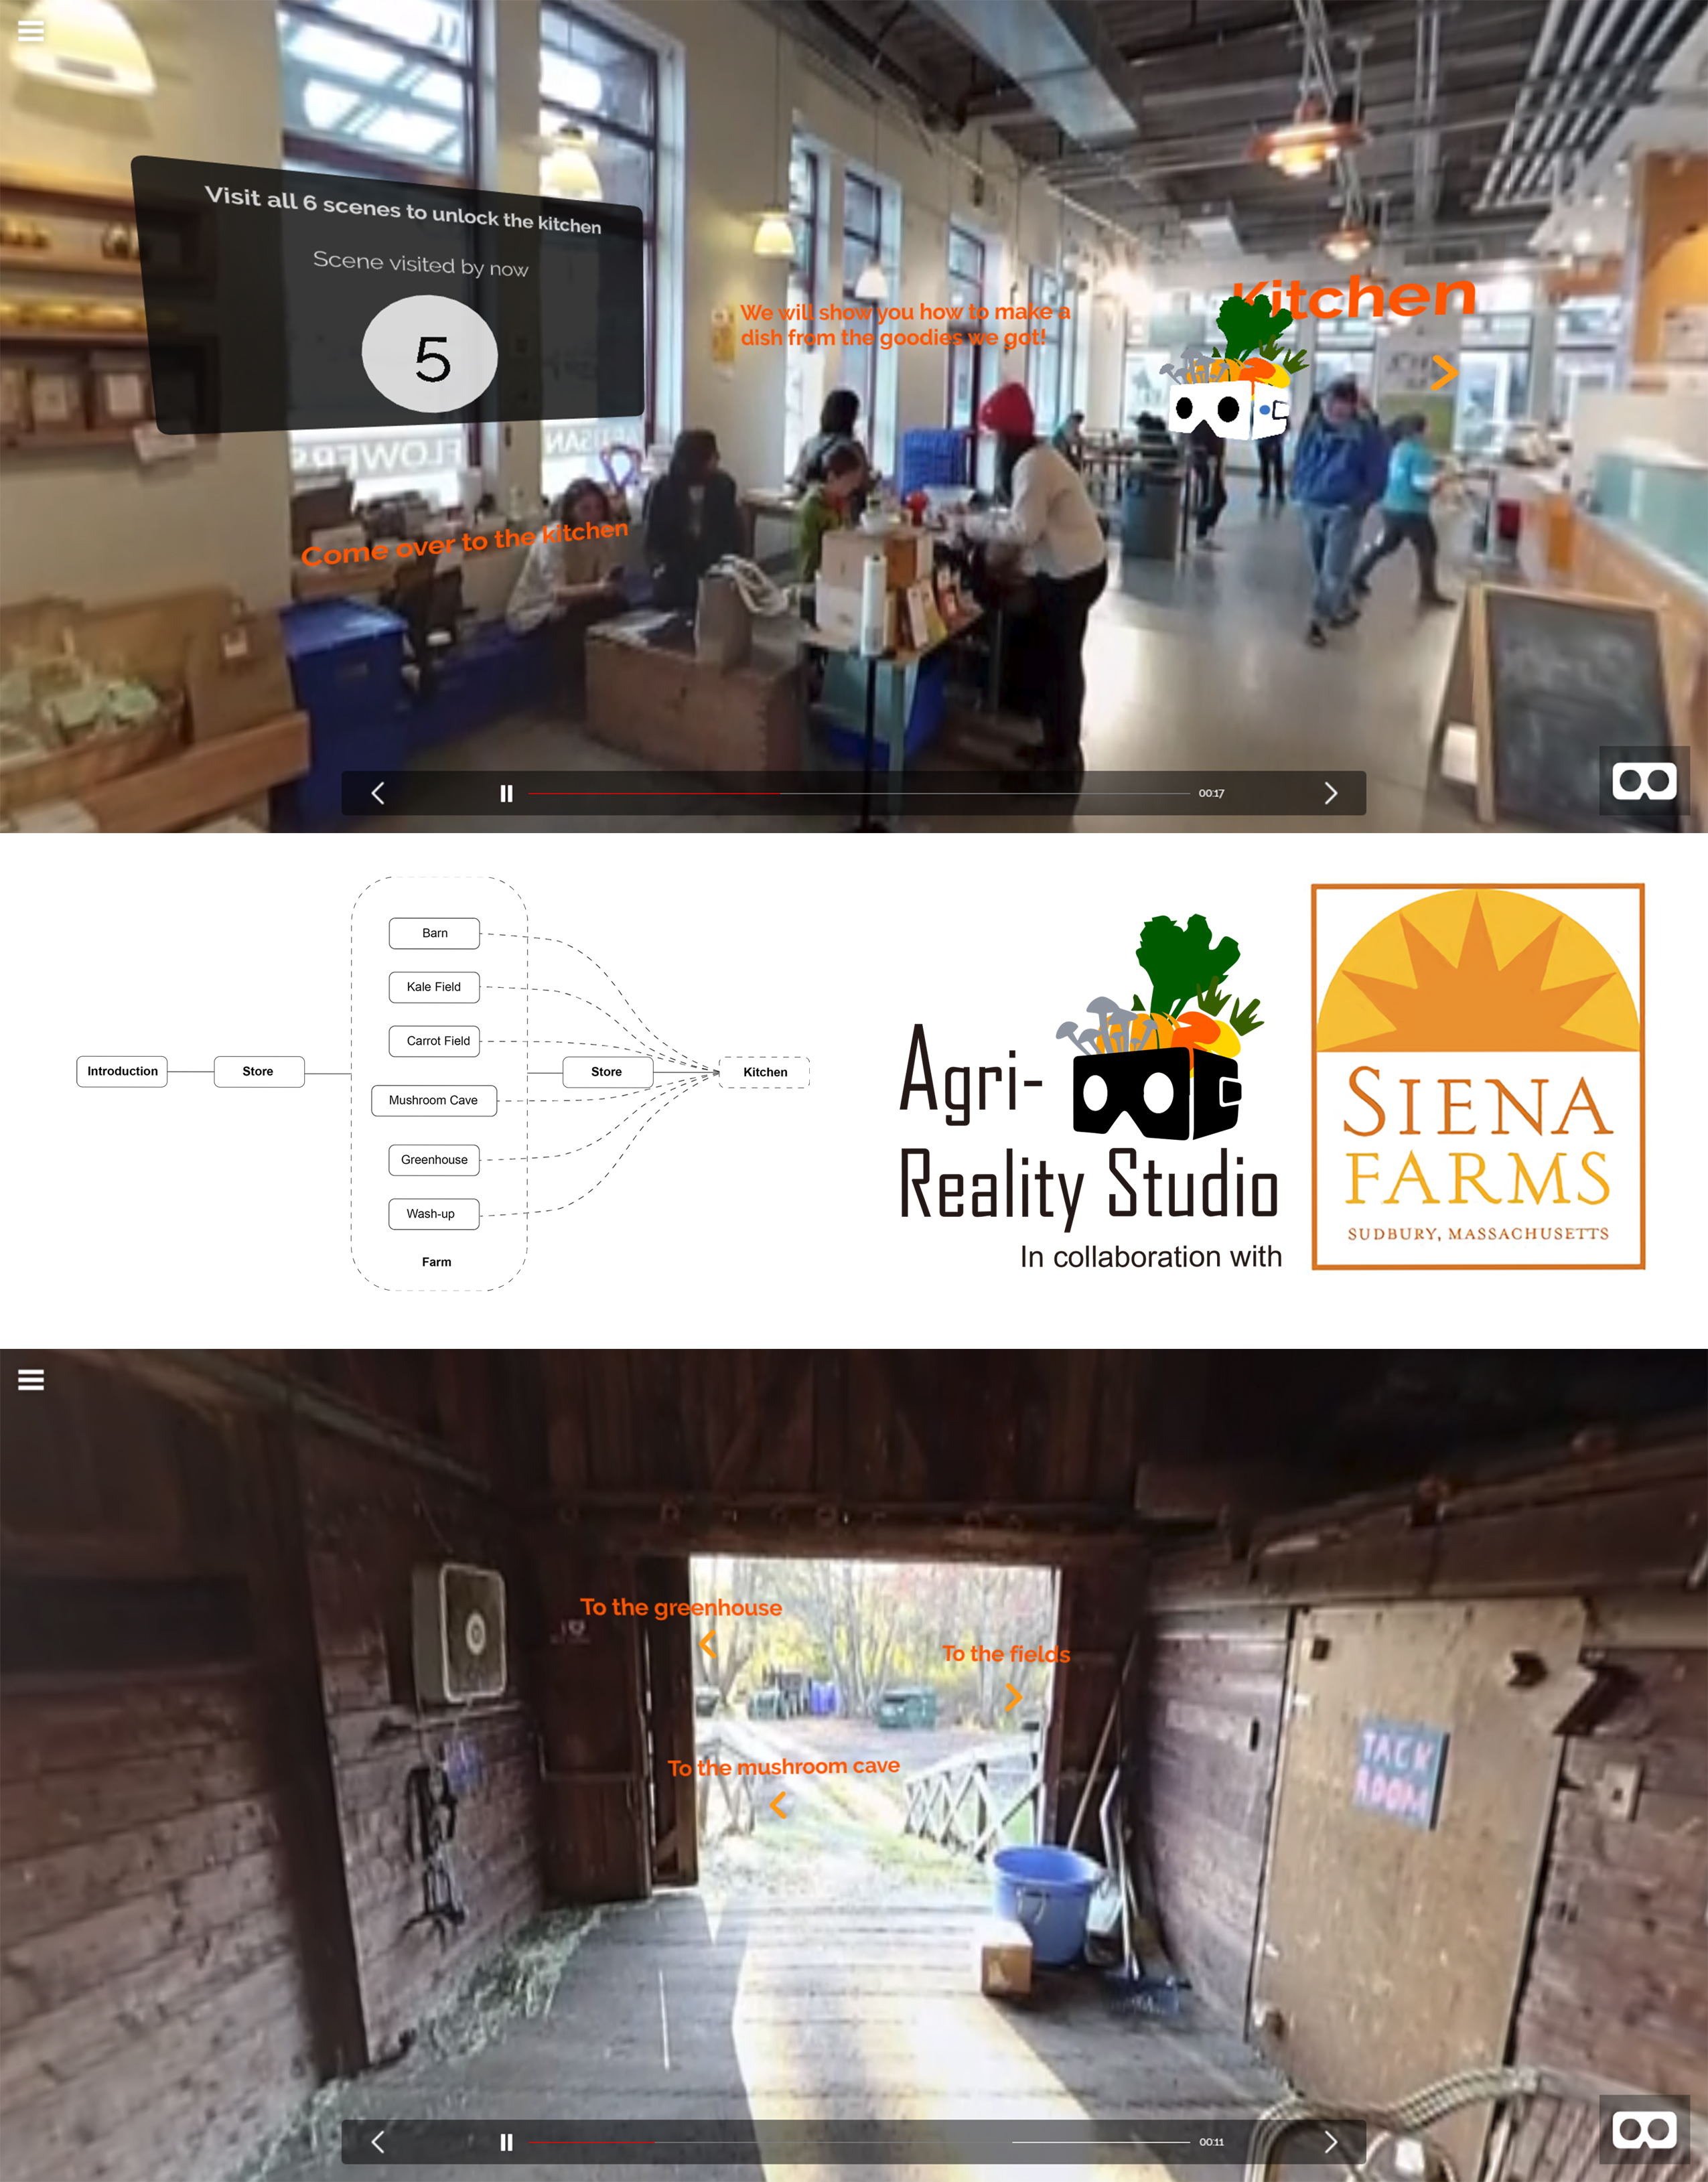 Visit all 6 scenes to unlock the kitchen
Scene visited by now
5
We will show you how to make a
dish from the goodies we got!
Kitchen
FLOWERS
ARTISAN
Come over to the kitchen
00:17
Barn
Kale Field
Carrot Field
Introduction
Store
Store
Kitchen
Mushroom Cave
Greenhouse
Wash-up
Farm
Agri-
Reality Studio
In collaboration with
SIENA
FARMS
SUDBURY, MASSACHUSETTS
To the greenhouse
To the fields
To the mushroom cave
TACK
ROOM
00:11